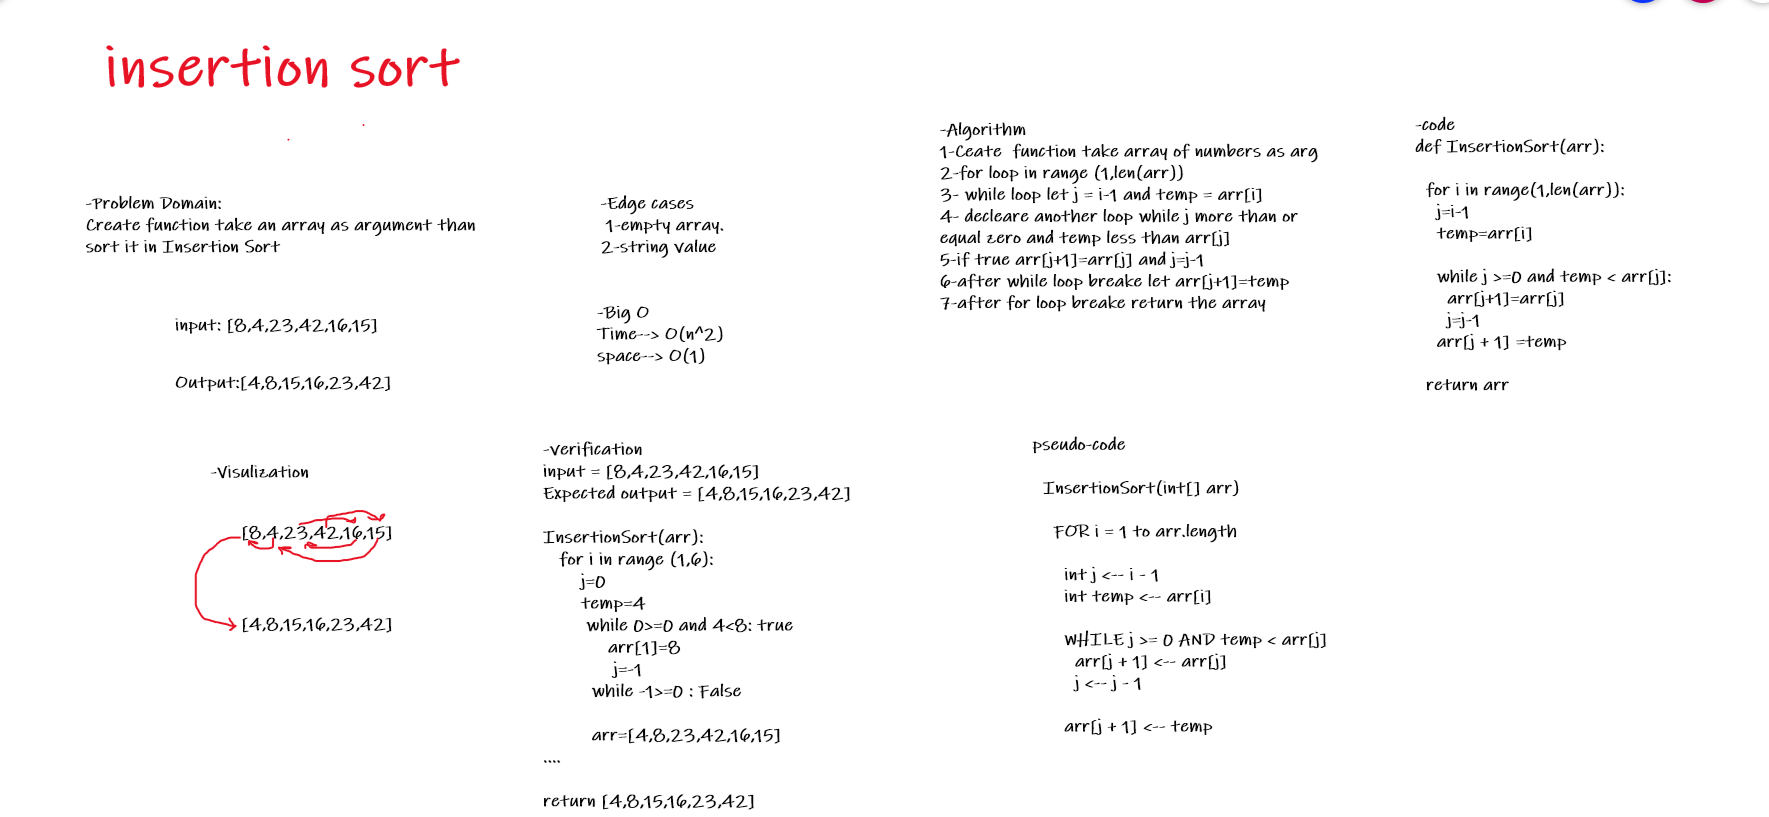 insertion sort
-Problem Domain:
Create function take an array as argument than
sort it in Insertion Sort
input: [8,4,23,42,16,15]
Output:[4,8,15,16,23,42]
-Edge cases
1-empty array.
2-string value
-Big O
Time--> O(n^2)
space--> O(1)
-Algorithm
1-Ceate function take array of numbers as arg
2-for loop in range (1,len(arr))
3- while loop let j = i-1 and temp = arr[i]
4- decleare another loop while j more than or
equal zero and temp less than arr[j]
5-if true arr[j+1]=arr[j] and j=j-1
6-after while loop breake let arr[j+1]=temp
7-after for loop breake return the array
-code
def InsertionSort(arr):
for i in range(1,len(arr)):
j=i-1
temp=arr[i]
while j >=0 and temp < arr[j]:
arr[j+1]=arr[j]
j=j-1
arr[j + 1] =temp
return arr
-Visulization
[8,4,23,42,16,15]
[4,8,15,16,23,42]
-verification
input = [8,4,23,42,16,15]
Expected output = [4,8,15,16,23,42]
InsertionSort(arr):
for i in range (1,6):
j=0
temp=4
while 0>=0 and 4<8: true
arr[1]=8
j=-1
while -1>=0 : False
arr=[4,8,23,42,16,15]
....
return [4,8,15,16,23,42]
pseudo-code
InsertionSort(int[] arr)
FOR i = 1 to arr.length
int j <-- i - 1
int temp <-- arr[i]
WHILE j >= 0 AND temp < arr[j]
arr[j + 1] <-- arr[j]
j <-- j - 1
arr[j + 1] <-- temp